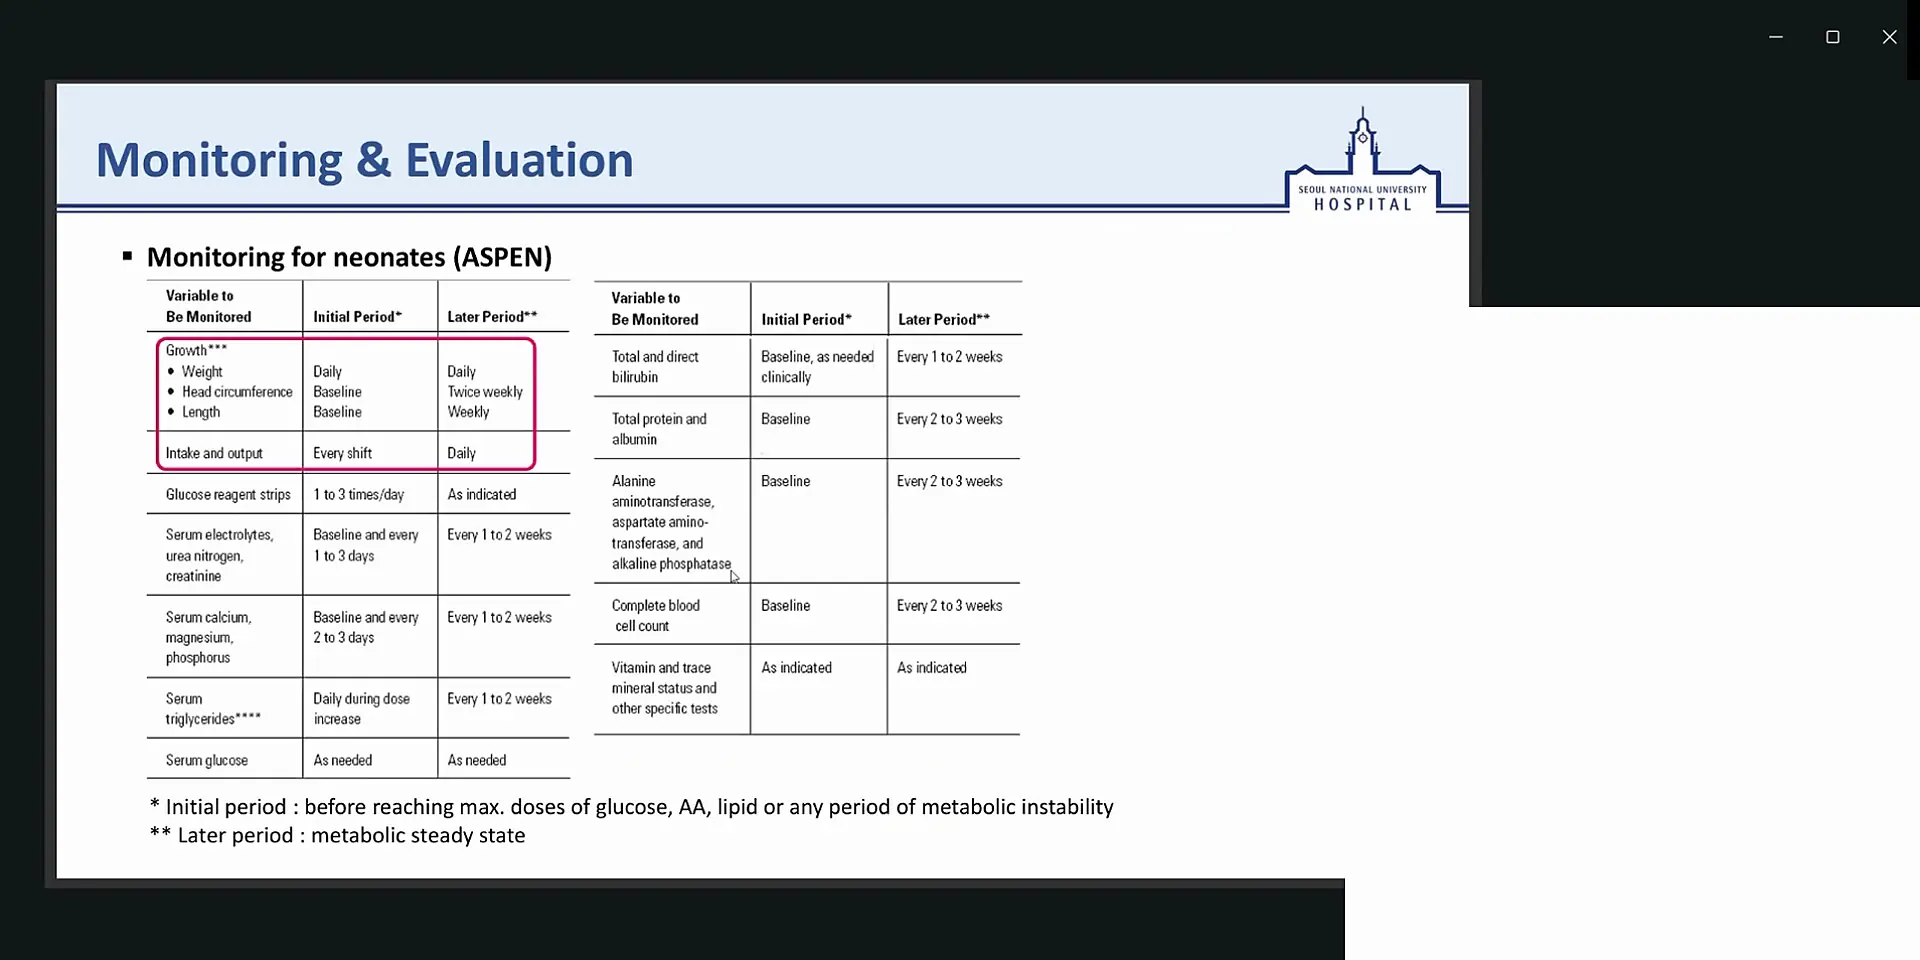 Monitoring & Evaluation
SEOUL NATIONAL UNIVERSITY
HOSPITAL
▪ Monitoring for neonates (ASPEN)
Variable to
Be Monitored Initial Period* Later Period**
Growth***
• Weight Daily Daily
• Head circumference Baseline Twice weekly
• Length Baseline Weekly
Intake and output Every shift Daily
Glucose reagent strips 1 to 3 times/day As indicated
Serum electrolytes, Baseline and every Every 1 to 2 weeks
urea nitrogen, 1 to 3 days
creatinine
Serum calcium, Baseline and every Every 1 to 2 weeks
magnesium, 2 to 3 days
phosphorus
Serum Daily during dose Every 1 to 2 weeks
triglycerides**** increase
Serum glucose As needed As needed
Variable to
Be Monitored Initial Period* Later Period**
Total and direct Baseline, as needed Every 1 to 2 weeks
bilirubin clinically
Total protein and Baseline Every 2 to 3 weeks
albumin
Alanine Baseline Every 2 to 3 weeks
aminotransferase,
aspartate amino-
transferase, and
alkaline phosphatase
Complete blood Baseline Every 2 to 3 weeks
cell count
Vitamin and trace As indicated As indicated
mineral status and
other specific tests
* Initial period : before reaching max. doses of glucose, AA, lipid or any period of metabolic instability
** Later period : metabolic steady state